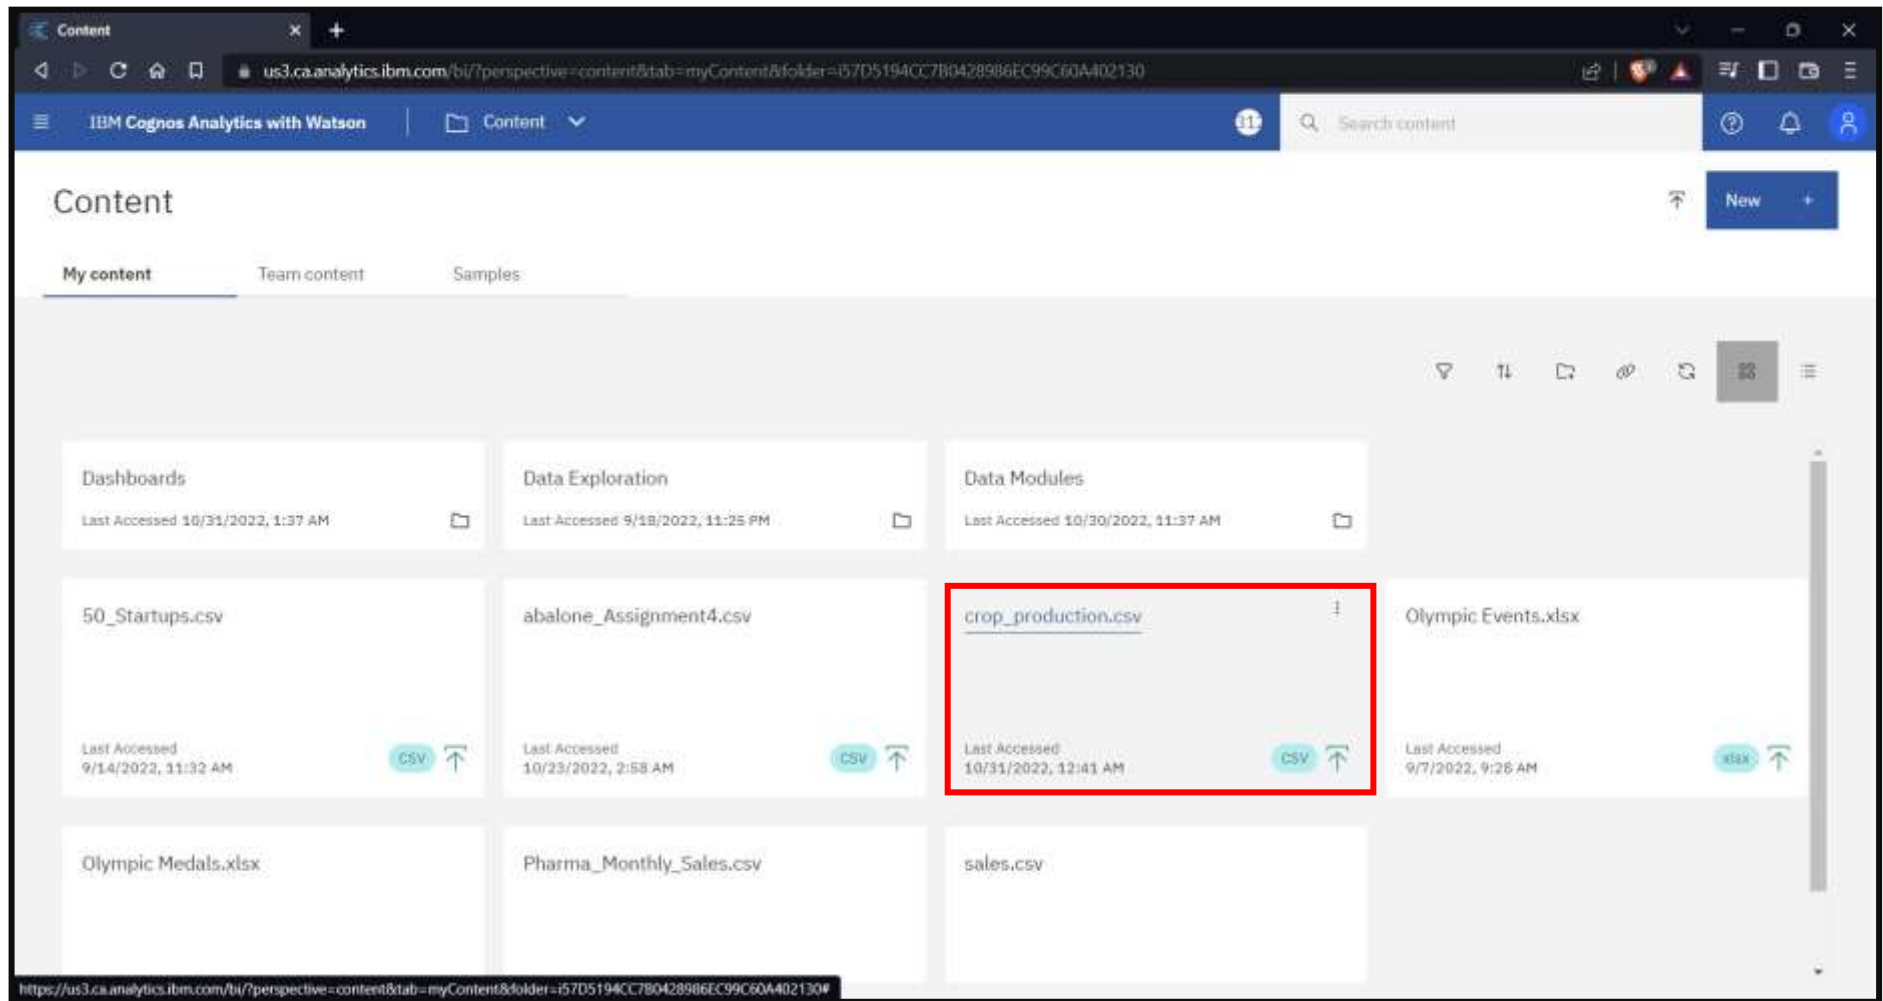 Content
us3.ca.analytics.ibm.com/bi/?perspective=content&tab=myContent&folder=i57D5194CC7B0428986EC99C60A402130
IBM Cognos Analytics with Watson
Content
Search content
Content
New +
My content
Team content
Samples
Dashboards
Last Accessed 10/31/2022, 1:37 AM
Data Exploration
Last Accessed 9/18/2022, 11:25 PM
Data Modules
Last Accessed 10/30/2022, 11:37 AM
50_Startups.csv
Last Accessed
9/14/2022, 11:32 AM
CSV
abalone_Assignment4.csv
Last Accessed
10/23/2022, 2:58 AM
CSV
crop_production.csv
Last Accessed
10/31/2022, 12:41 AM
CSV
Olympic Events.xlsx
Last Accessed
9/7/2022, 9:28 AM
xlsx
Olympic Medals.xlsx
Pharma_Monthly_Sales.csv
sales.csv
https://us3.ca.analytics.ibm.com/bi/?perspective=content&tab=myContent&folder=i57D5194CC7B0428986EC99C60A402130#